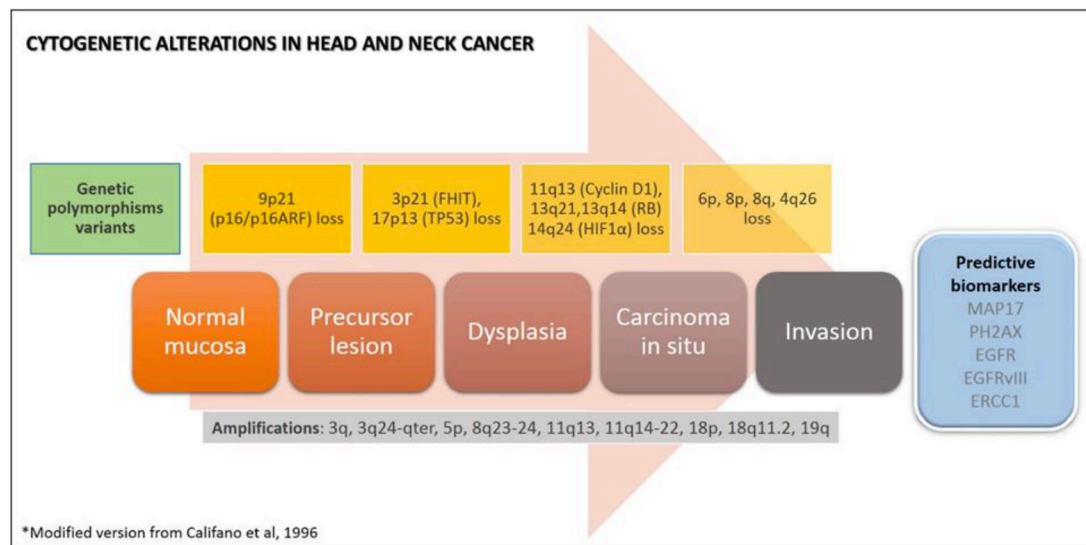 CYTOGENETIC ALTERATIONS IN HEAD AND NECK CANCER
Genetic
polymorphisms
variants
9p21
(p16/p16ARF) loss
3p21 (FHIT),
17p13 (TP53) loss
11q13 (Cyclin D1),
13q21,13q14 (RB)
14q24 (HIF1α) loss
6p, 8p, 8q, 4q26
loss
Normal
mucosa
Precursor
lesion
Dysplasia
Carcinoma
in situ
Invasion
Predictive
biomarkers
MAP17
PH2AX
EGFR
EGFRvIII
ERCC1
Amplifications: 3q, 3q24-qter, 5p, 8q23-24, 11q13, 11q14-22, 18p, 18q11.2, 19q
*Modified version from Califano et al, 1996